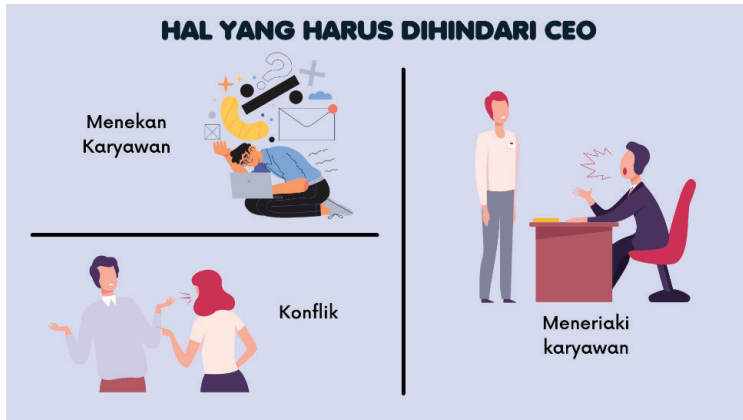 HAL YANG HARUS DIHINDARI CEO
Menekan
Karyawan
Konflik
Meneriaki
karyawan